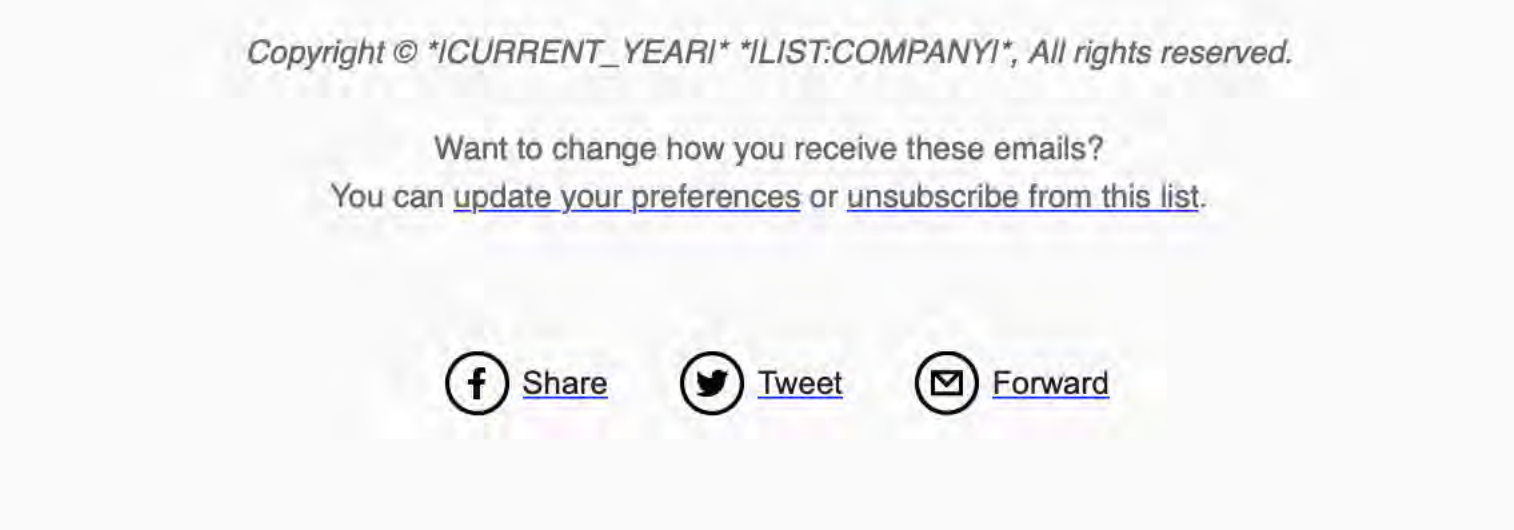 Copyright © *|CURRENT_YEAR|* *|LIST:COMPANY|*, All rights reserved.
Want to change how you receive these emails?
You can update your preferences or unsubscribe from this list.
Share Tweet Forward